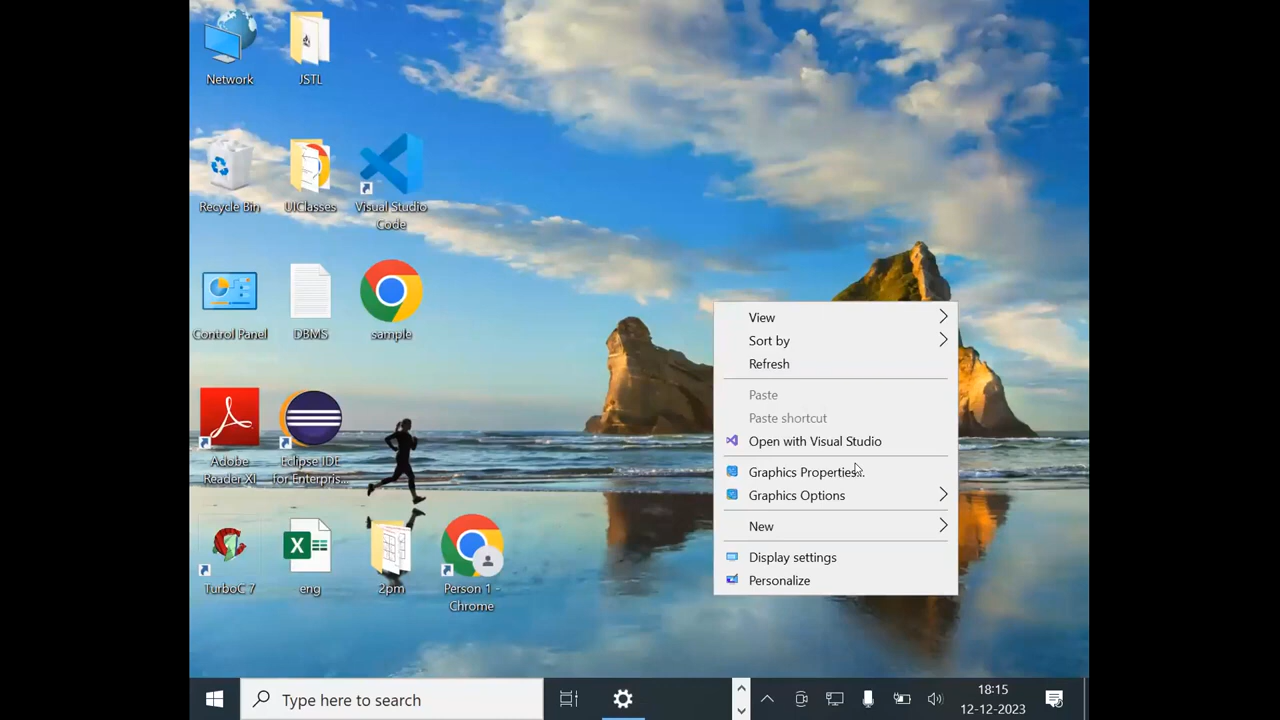 Network
JSTL
Recycle Bin
UIClasses
Visual Studio
Code
Control Panel
DBMS
sample
Adobe
Reader XI
Eclipse IDE
for Enterpris...
TurboC 7
eng
2pm
Person 1 -
Chrome
View
Sort by
Refresh
Paste
Paste shortcut
Open with Visual Studio
Graphics Properties...
Graphics Options
New
Display settings
Personalize
Type here to search
18:15
12-12-2023